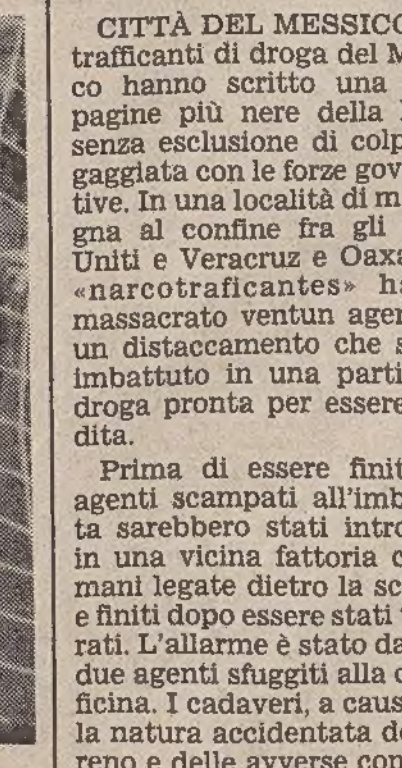 CITTÀ DEL MESSICO
trafficanti di droga del M
co hanno scritto una
pagine più nere della
senza esclusione di colp
gaggiata con le forze gov
tive. In una località di m
gna al confine fra gli
Uniti e Veracruz e Oaxa
«narcotraficantes» ha
massacrato ventun agen
un distaccamento che s
imbattuto in una parti
droga pronta per essere
dita.
Prima di essere finit
agenti scampati all'imb
ta sarebbero stati intro
in una vicina fattoria c
mani legate dietro la sc
e finiti dopo essere stati
rati. L'allarme è stato da
due agenti sfuggiti alla c
ficina. I cadaveri, a caus
la natura accidentata de
reno e delle avverse con